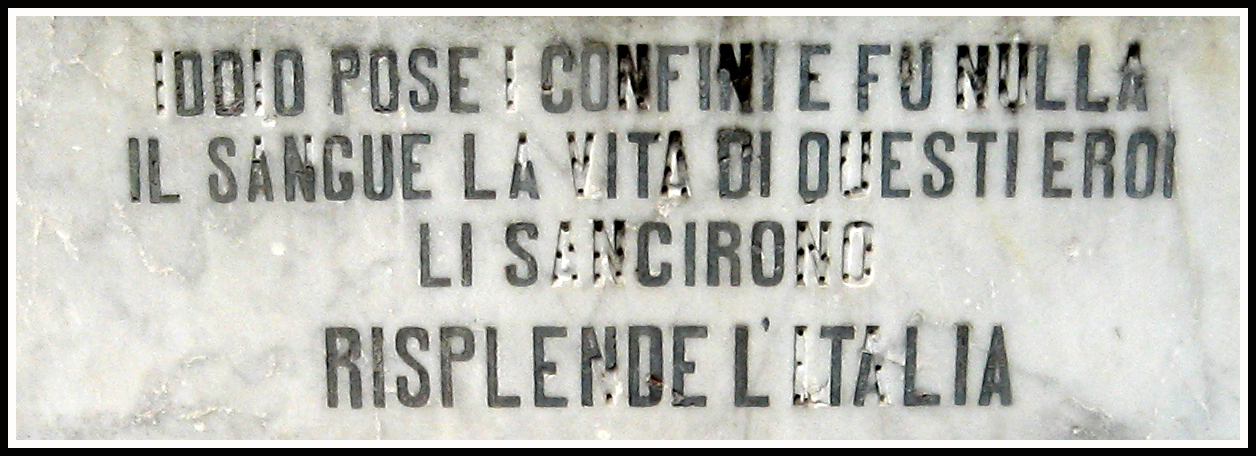 IDDIO POSE I CONFINI E FU NULLA
IL SANGUE LA VITA DI QUESTI EROI
LI SANCIRONO
RISPLENDE L'ITALIA